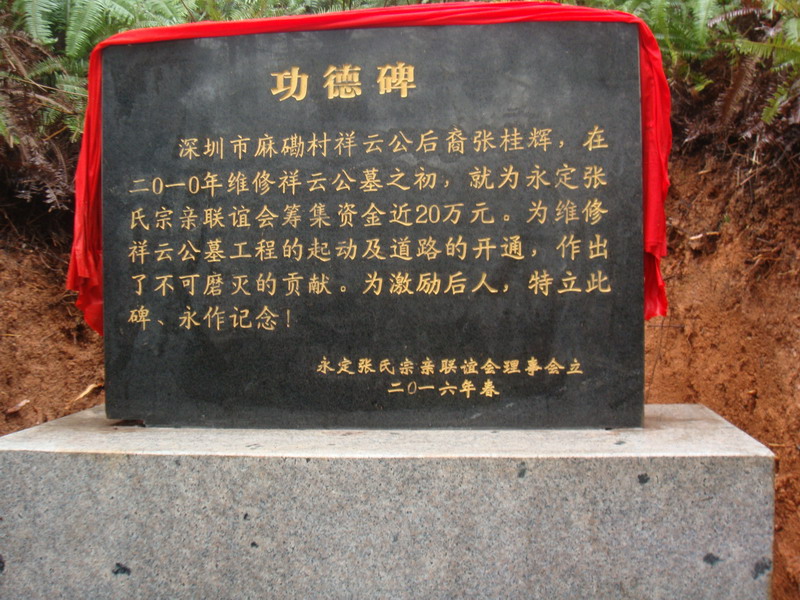 功德碑
深圳市麻磡村祥云公后裔张桂辉，在
二0一0年维修祥云公墓之初，就为永定张
氏宗亲联谊会筹集资金近20万元。为维修
祥云公墓工程的起动及道路的开通，作出
了不可磨灭的贡献。为激励后人，特立此
碑、永作记念！
永定张氏宗亲联谊会理事会立
二0一六年春